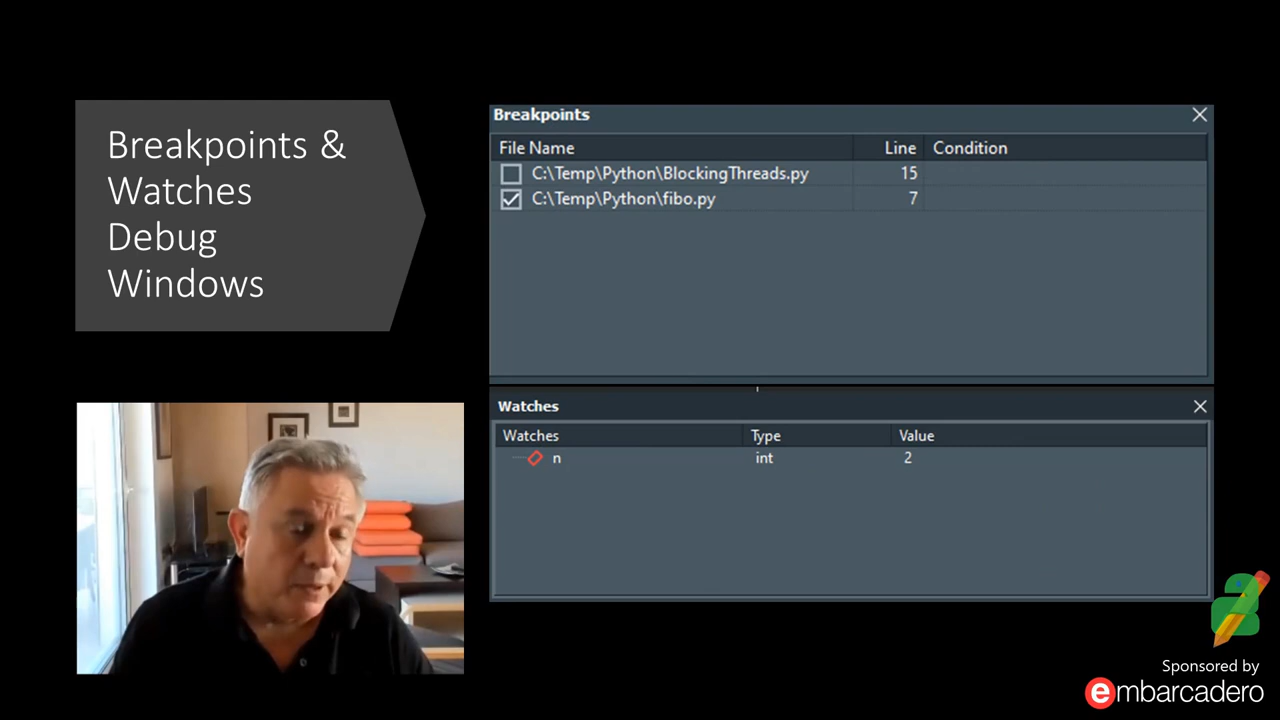 Breakpoints &
Watches
Debug
Windows
Breakpoints
File Name Line Condition
C:\Temp\Python\BlockingThreads.py 15
C:\Temp\Python\fibo.py 7
Watches
Watches Type Value
n int 2
Sponsored by
embarcadero